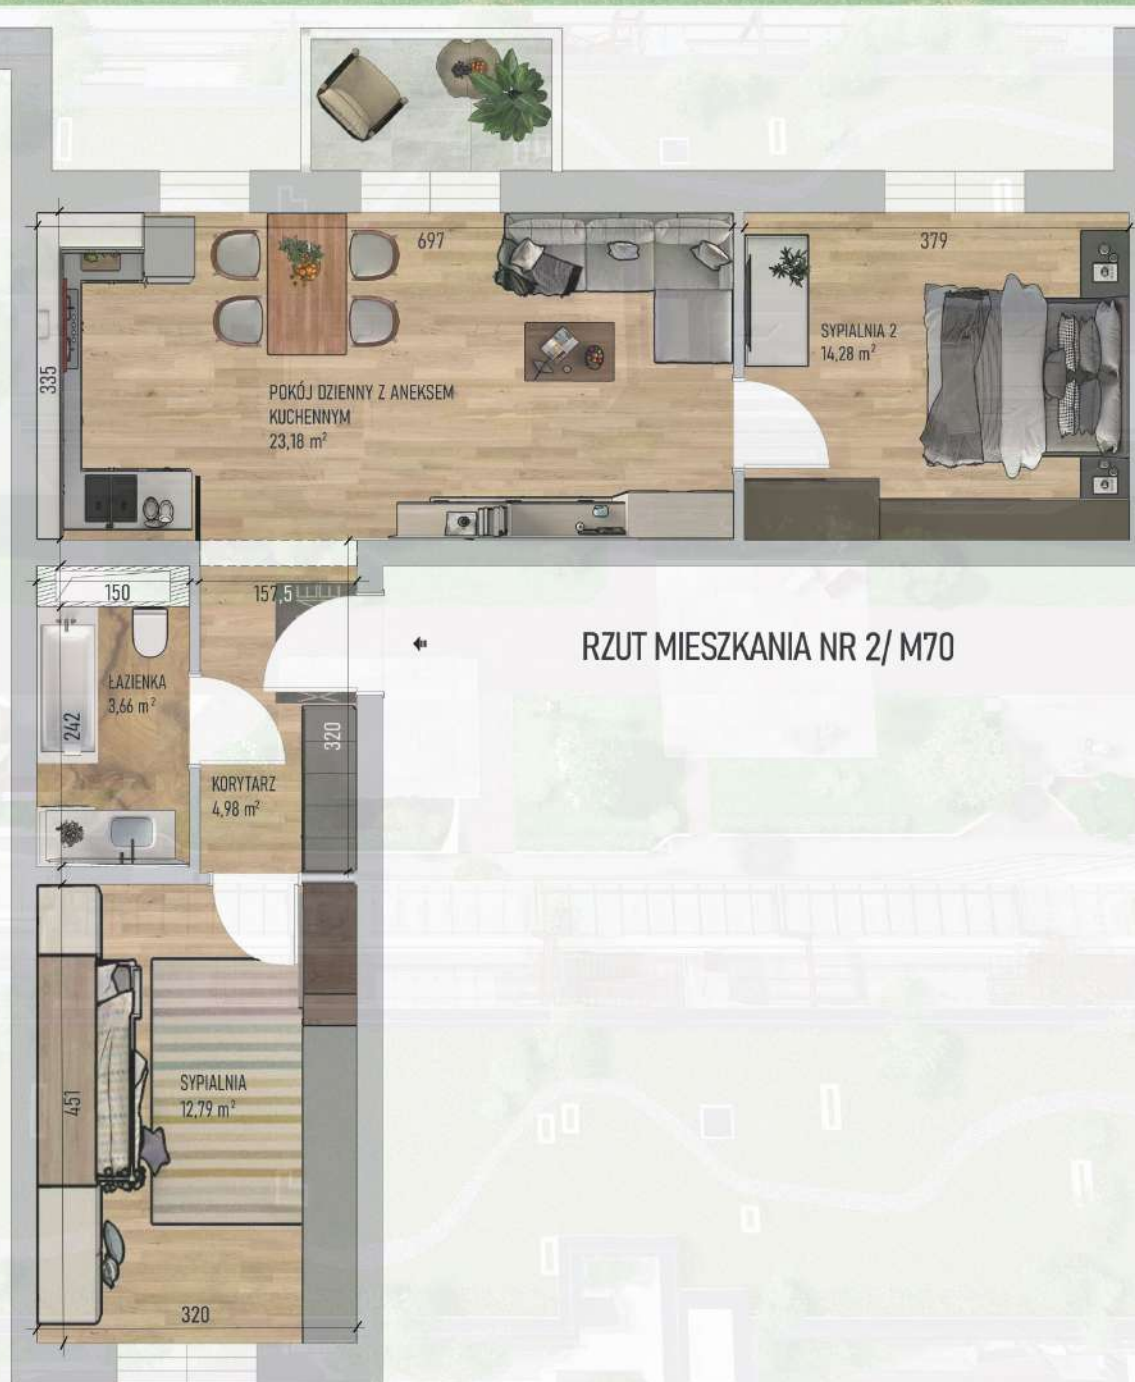 697
379
335
SYPIALNIA 2
14,28 m²
POKÓJ DZIENNY Z ANEKSEM
KUCHENNYM
23,18 m²
150
157,5
RZUT MIESZKANIA NR 2/ M70
ŁAZIENKA
3,66 m²
242
320
KORYTARZ
4,98 m²
451
SYPIALNIA
12,79 m²
320